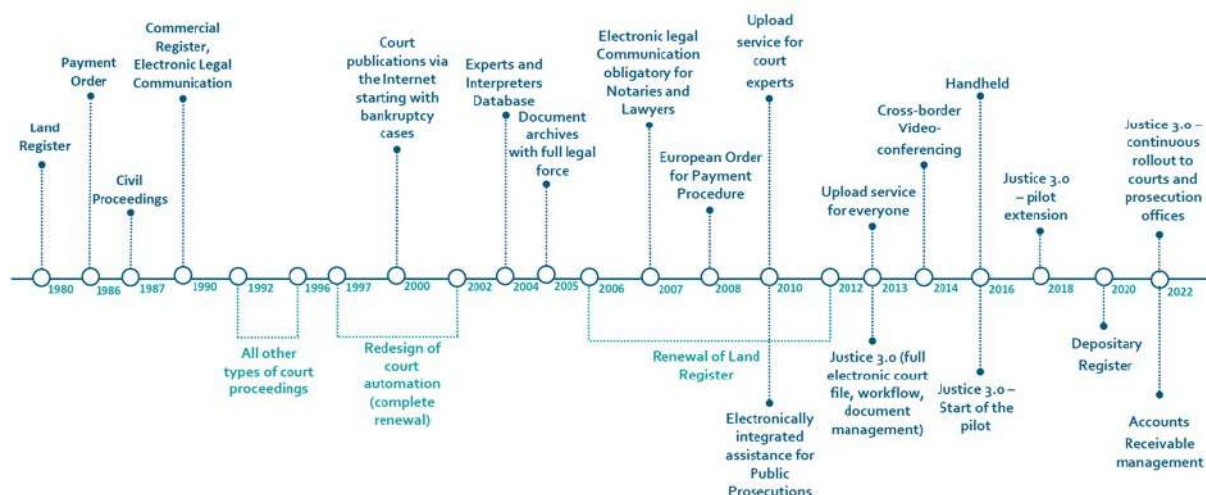 Land
Register
Payment
Order
Civil
Proceedings
Commercial
Register,
Electronic Legal
Communication
Court
publications via
the Internet
starting with
bankruptcy
cases
Experts and
Interpreters
Database
Document
archives
with full legal
force
Electronic legal
Communication
obligatory for
Notaries and
Lawyers
European Order
for Payment
Procedure
Upload
service for
court
experts
Upload service
for everyone
Cross-border
Video-
conferencing
Handheld
Justice 3.0
– pilot
extension
Justice 3.0 –
continuous
rollout to
courts and
prosecution
offices
1980
1986
1987
1990
1992
1996
1997
2000
2002
2004
2005
2006
2007
2008
2010
2012
2013
2014
2016
2018
2020
2022
All other
types of court
proceedings
Redesign of
court
automation
(complete
renewal)
Renewal of Land
Register
Electronically
integrated
assistance for
Public
Prosecutions
Justice 3.0 (full
electronic court
file, workflow,
document
management)
Justice 3.0 –
Start of the
pilot
Depositary
Register
Accounts
Receivable
management